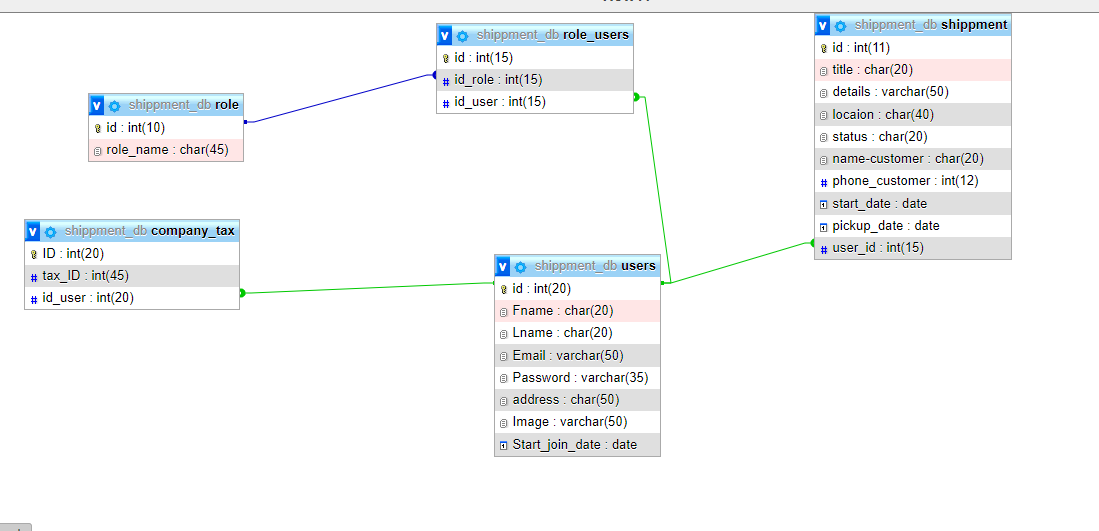 shippment_db role_users
id : int(15)
id_role : int(15)
id_user : int(15)
shippment_db shippment
id : int(11)
title : char(20)
details : varchar(50)
locaion : char(40)
status : char(20)
name-customer : char(20)
phone_customer : int(12)
start_date : date
pickup_date : date
user_id : int(15)
shippment_db role
id : int(10)
role_name : char(45)
shippment_db company_tax
ID : int(20)
tax_ID : int(45)
id_user : int(20)
shippment_db users
id : int(20)
Fname : char(20)
Lname : char(20)
Email : varchar(50)
Password : varchar(35)
address : char(50)
Image : varchar(50)
Start_join_date : date